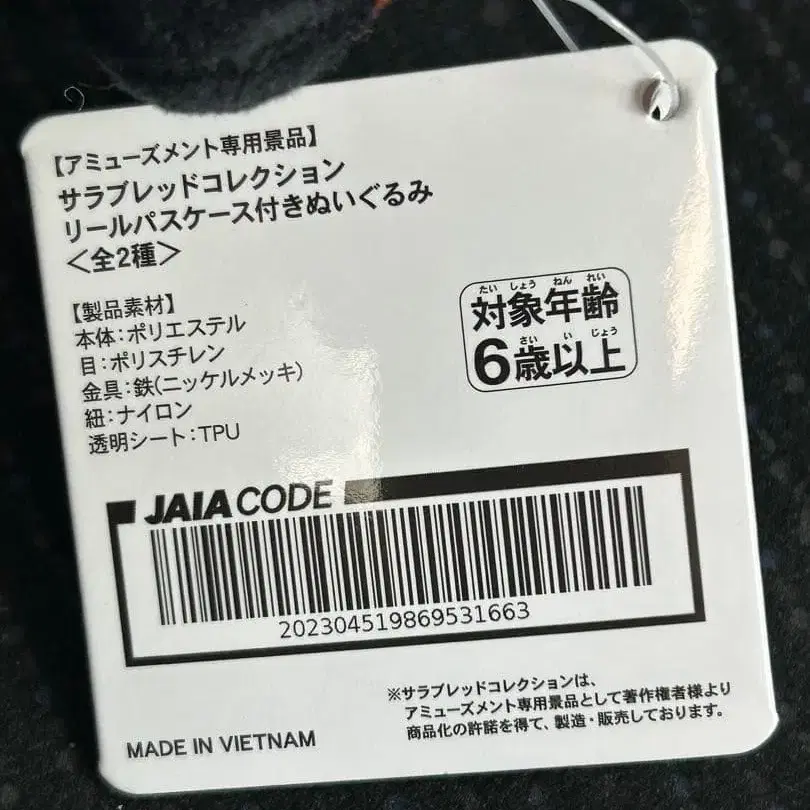 【アミューズメント専用景品】
サラブレッドコレクション
リールパスケース付きぬいぐるみ
<全2種>
【製品素材】
本体:ポリエステル
目:ポリスチレン
金具:鉄(ニッケルメッキ)
紐:ナイロン
透明シート:TPU
たい しょう ねん れい
対象年齢
さい い じょう
6歳以上
JAIA CODE
202304519869531663
※サラブレッドコレクションは、
アミューズメント専用景品として著作権者様より
商品化の許諾を得て、製造・販売しております。
MADE IN VIETNAM